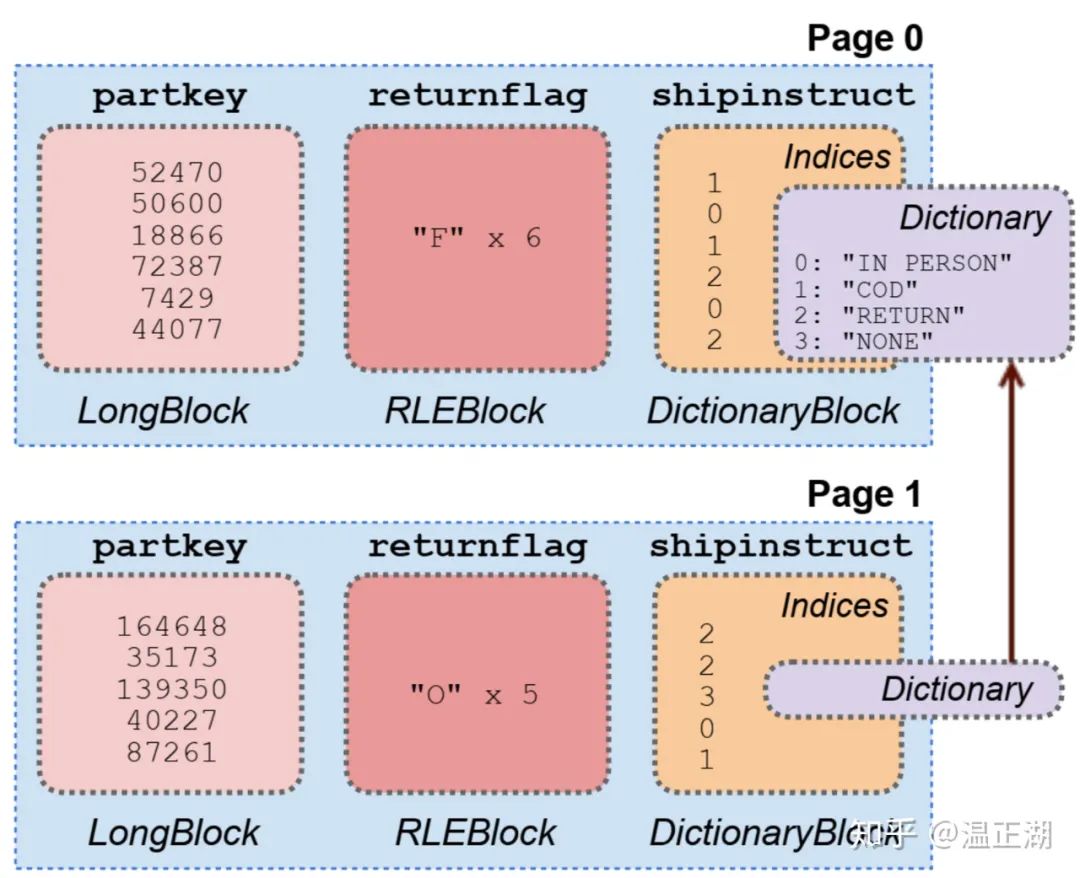 Page 0
partkey returnflag shipinstruct
52470
50600
18866
72387
7429
44077
"F" x 6
Indices
1
0
1
2
0
2
Dictionary
0: "IN PERSON"
1: "COD"
2: "RETURN"
3: "NONE"
LongBlock RLEBlock DictionaryBlock
Page 1
partkey returnflag shipinstruct
164648
35173
139350
40227
87261
"O" x 5
Indices
2
2
3
0
1
Dictionary
LongBlock RLEBlock DictionaryBlock
知乎 @温正湖